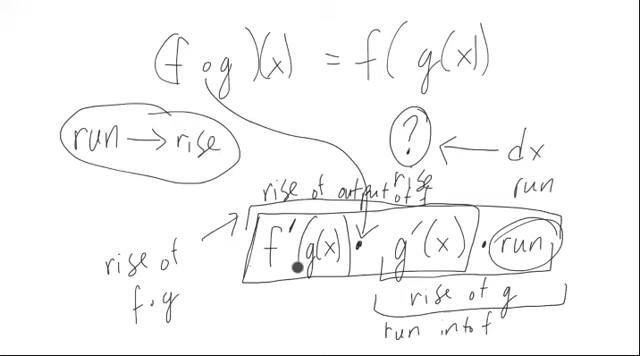 (f o g)(x) = f(g(x))
run → rise
?
← dx
run
rise of output of f
rise
f'(g(x)) · g'(x) · run
rise of
f · g
rise of g
run into f